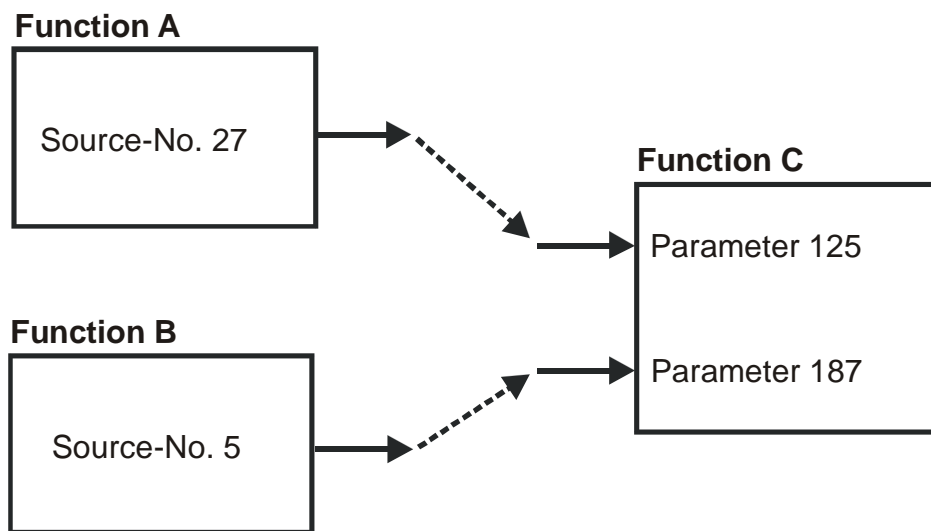 Function A
Source-No. 27
Function C
Parameter 125
Function B
Parameter 187
Source-No. 5